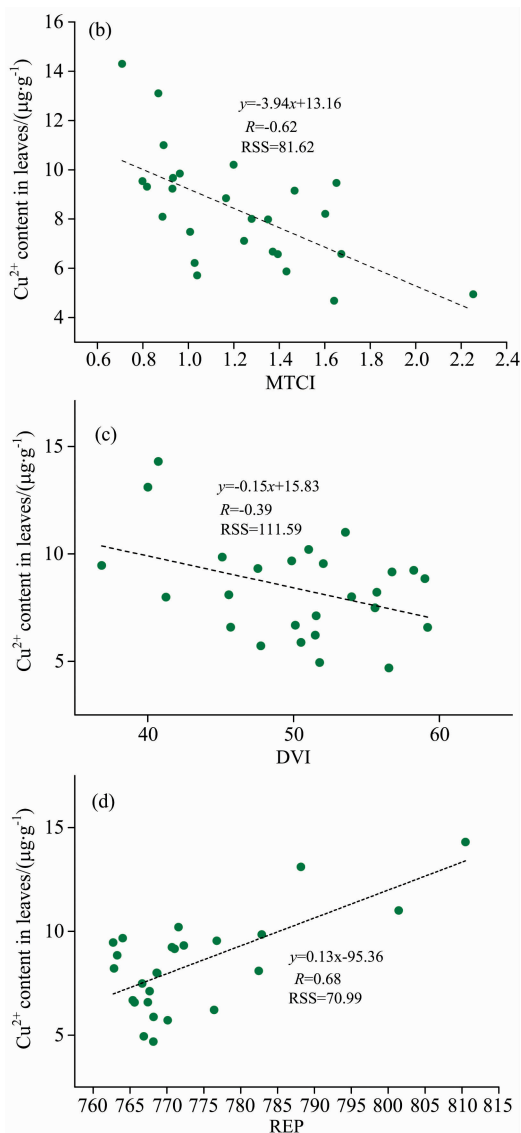 (b)
16
14
12
10
8
6
4
Cu²⁺ content in leaves/(μg·g⁻¹)
y=-3.94x+13.16
R=-0.62
RSS=81.62
0.6 0.8 1.0 1.2 1.4 1.6 1.8 2.0 2.2 2.4
MTCI
(c)
15
10
5
Cu²⁺ content in leaves/(μg·g⁻¹)
y=-0.15x+15.83
R=-0.39
RSS=111.59
40 50 60
DVI
(d)
15
10
5
Cu²⁺ content in leaves/(μg·g⁻¹)
y=0.13x-95.36
R=0.68
RSS=70.99
760 765 770 775 780 785 790 795 800 805 810 815
REP